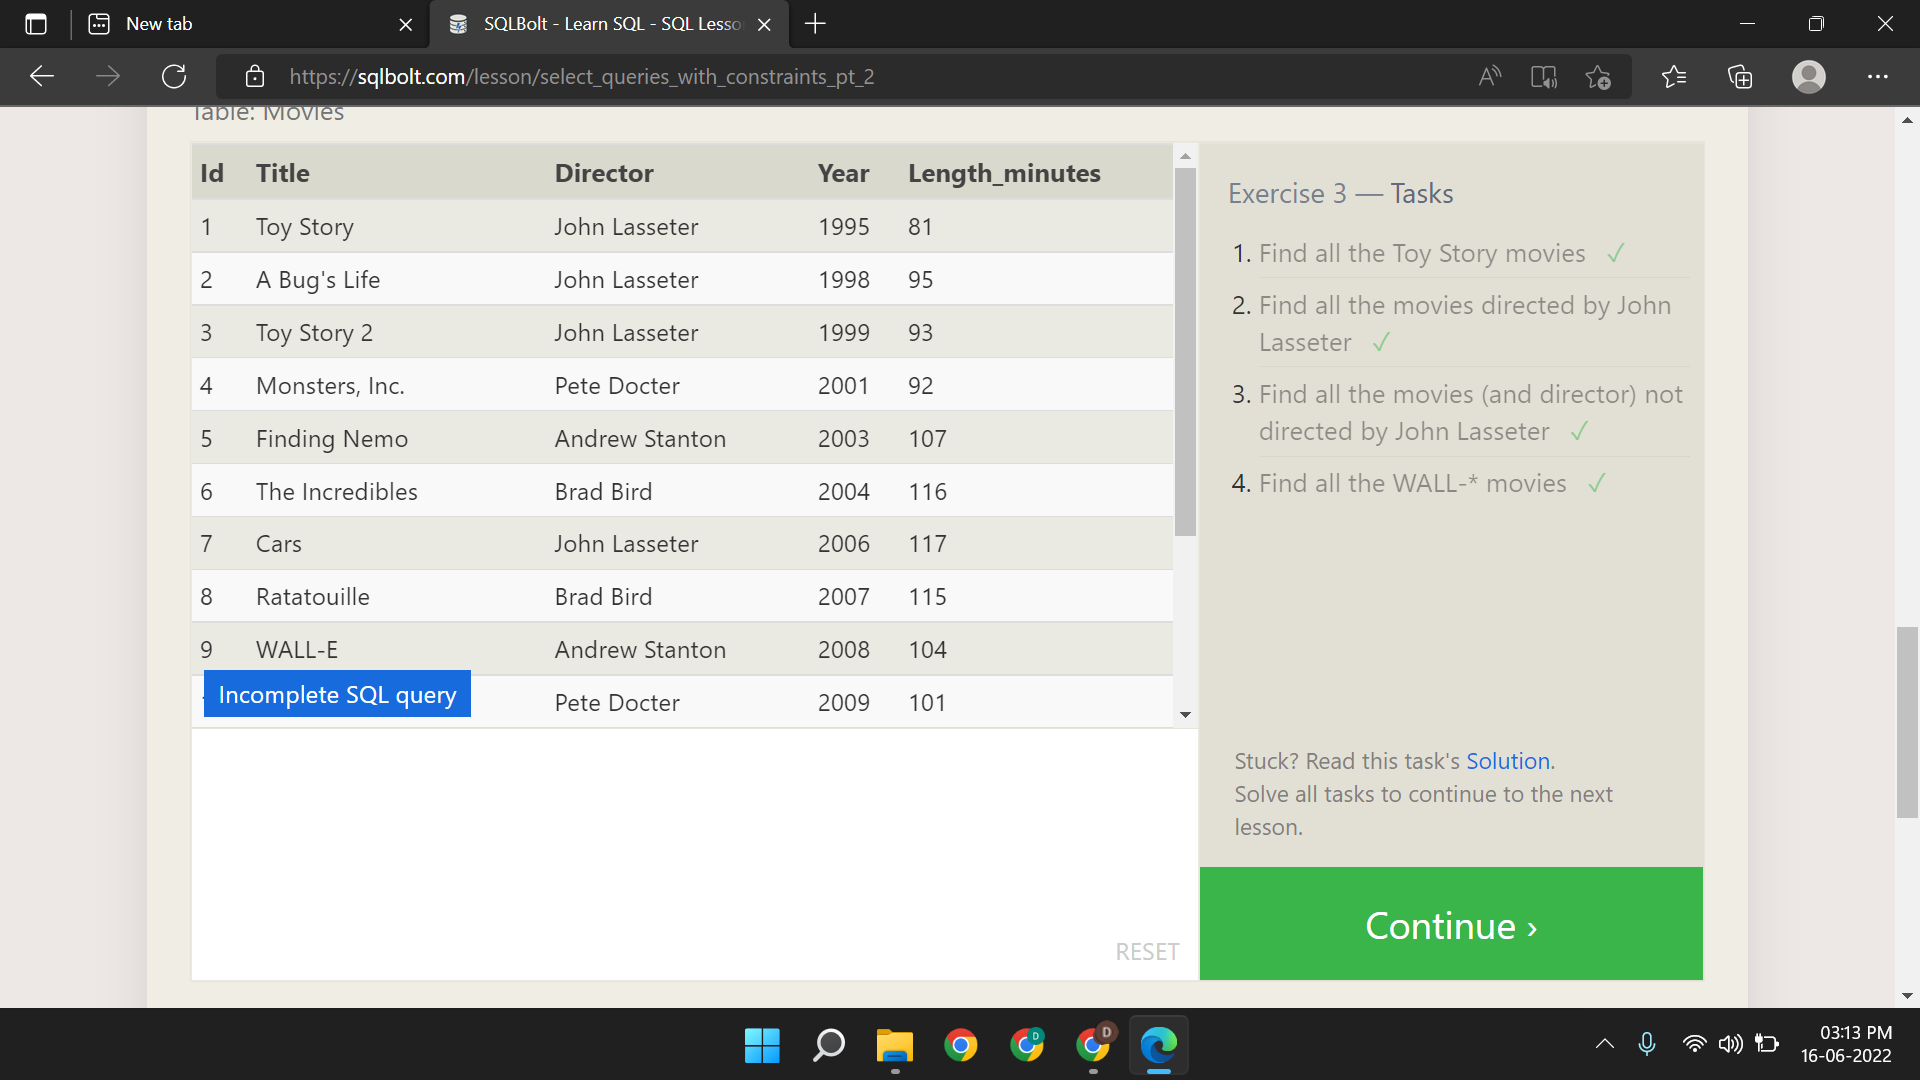 New tab
SQLBolt - Learn SQL - SQL Lesso
https://sqlbolt.com/lesson/select_queries_with_constraints_pt_2
Table: Movies
Id Title Director Year Length_minutes
1 Toy Story John Lasseter 1995 81
2 A Bug's Life John Lasseter 1998 95
3 Toy Story 2 John Lasseter 1999 93
4 Monsters, Inc. Pete Docter 2001 92
5 Finding Nemo Andrew Stanton 2003 107
6 The Incredibles Brad Bird 2004 116
7 Cars John Lasseter 2006 117
8 Ratatouille Brad Bird 2007 115
9 WALL-E Andrew Stanton 2008 104
Incomplete SQL query Pete Docter 2009 101
RESET
Exercise 3 — Tasks
1. Find all the Toy Story movies ✓
2. Find all the movies directed by John
Lasseter ✓
3. Find all the movies (and director) not
directed by John Lasseter ✓
4. Find all the WALL-* movies ✓
Stuck? Read this task's Solution.
Solve all tasks to continue to the next
lesson.
Continue ›
D
D
03:13 PM
16-06-2022